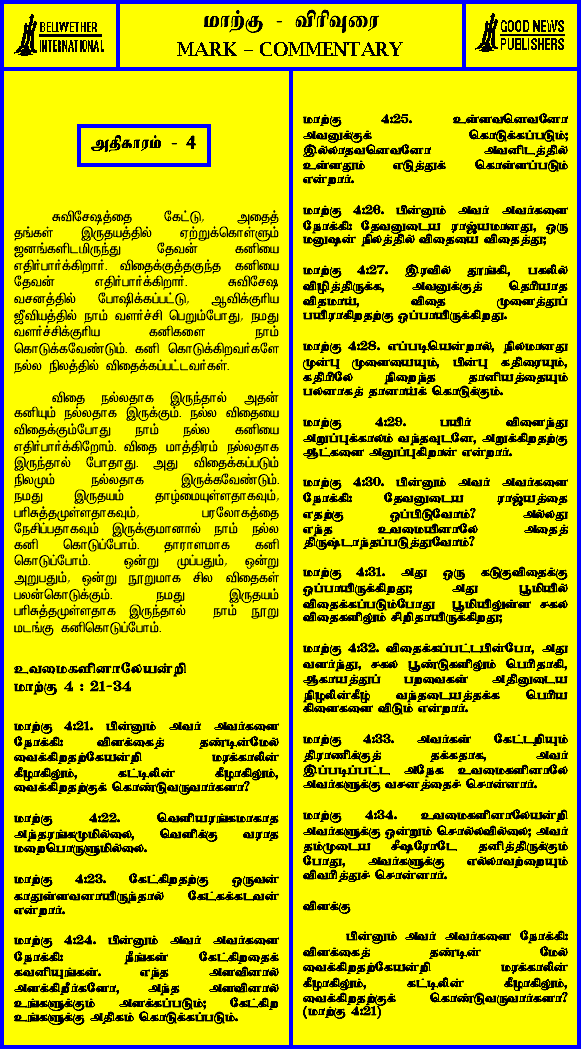 BELLWETHER
INTERNATIONAL
மாற்கு - விரிவுரை
MARK – COMMENTARY
GOOD NEWS
PUBLISHERS
அதிகாரம் - 4
சுவிசேஷத்தை கேட்டு, அதைத்
தங்கள் இருதயத்தில் ஏற்றுக்கொள்ளும்
ஜனங்களிடமிருந்து தேவன் கனியை
எதிர்பார்க்கிறார். விதைக்குத்தகுந்த கனியை
தேவன் எதிர்பார்க்கிறார். சுவிசேஷ
வசனத்தில் போஷிக்கப்பட்டு, ஆவிக்குரிய
ஜீவியத்தில் நாம் வளர்ச்சி பெறும்போது, நமது
வளர்ச்சிக்குரிய கனிகளை நாம்
கொடுக்கவேண்டும். கனி கொடுக்கிறவர்களே
நல்ல நிலத்தில் விதைக்கப்பட்டவர்கள்.
விதை நல்லதாக இருந்தால் அதன்
கனியும் நல்லதாக இருக்கும். நல்ல விதையை
விதைக்கும்போது நாம் நல்ல கனியை
எதிர்பார்க்கிறோம். விதை மாத்திரம் நல்லதாக
இருந்தால் போதாது. அது விதைக்கப்படும்
நிலமும் நல்லதாக இருக்கவேண்டும்.
நமது இருதயம் தாழ்மையுள்ளதாகவும்,
பரிசுத்தமுள்ளதாகவும், பரலோகத்தை
நேசிப்பதாகவும் இருக்குமானால் நாம் நல்ல
கனி கொடுப்போம். தாராளமாக கனி
கொடுப்போம். ஒன்று முப்பதும், ஒன்று
அறுபதும், ஒன்று நூறுமாக சில விதைகள்
பலன்கொடுக்கும். நமது இருதயம்
பரிசுத்தமுள்ளதாக இருந்தால் நாம் நூறு
மடங்கு கனிகொடுப்போம்.
உவமைகளினாலேயன்றி
மாற்கு 4 : 21-34
மாற்கு 4:21. பின்னும் அவர் அவர்களை
நோக்கி: விளக்கைத் தண்டின்மேல்
வைக்கிறதற்கேயன்றி மரக்காலின்
கீழாகிலும், கட்டிலின் கீழாகிலும்,
வைக்கிறதற்குக் கொண்டுவருவார்களா?
மாற்கு 4:22. வெளியரங்கமாகாத
அந்தரங்கமுமில்லை, வெளிக்கு வராத
மறைபொருளுமில்லை.
மாற்கு 4:23. கேட்கிறதற்கு ஒருவன்
காதுள்ளவனாயிருந்தால் கேட்கக்கடவன்
என்றார்.
மாற்கு 4:24. பின்னும் அவர் அவர்களை
நோக்கி: நீங்கள் கேட்கிறதைக்
கவனியுங்கள். எந்த அளவினால்
அளக்கிறீர்களோ, அந்த அளவினால்
உங்களுக்கும் அளக்கப்படும்; கேட்கிற
உங்களுக்கு அதிகம் கொடுக்கப்படும்.
மாற்கு 4:25. உள்ளவனெவனோ
அவனுக்குக் கொடுக்கப்படும்;
இல்லாதவனெவனோ அவனிடத்தில்
உள்ளதும் எடுத்துக் கொள்ளப்படும்
என்றார்.
மாற்கு 4:26. பின்னும் அவர் அவர்களை
நோக்கி: தேவனுடைய ராஜ்யமானது, ஒரு
மனுஷன் நிலத்தில் விதையை விதைத்து;
மாற்கு 4:27. இரவில் தூங்கி, பகலில்
விழித்திருக்க, அவனுக்குத் தெரியாத
விதமாய், விதை முளைத்துப்
பயிராகிறதற்கு ஒப்பாயிருக்கிறது.
மாற்கு 4:28. எப்படியென்றால், நிலமானது
முன்பு முளையையும், பின்பு கதிரையும்,
கதிரிலே நிறைந்த தானியத்தையும்
பலனாகத் தானாய்க் கொடுக்கும்.
மாற்கு 4:29. பயிர் விளைந்து
அறுப்புக்காலம் வந்தவுடனே, அறுக்கிறதற்கு
ஆட்களை அனுப்புகிறான் என்றார்.
மாற்கு 4:30. பின்னும் அவர் அவர்களை
நோக்கி: தேவனுடைய ராஜ்யத்தை
எதற்கு ஒப்பிடுவோம்? அல்லது
எந்த உவமையினாலே அதைத்
திருஷ்டாந்தப்படுத்துவோம்?
மாற்கு 4:31. அது ஒரு கடுகுவிதைக்கு
ஒப்பாயிருக்கிறது; அது பூமியில்
விதைக்கப்படும்போது பூமியிலுள்ள சகல
விதைகளிலும் சிறிதாயிருக்கிறது;
மாற்கு 4:32. விதைக்கப்பட்டபின்போ, அது
வளர்ந்து, சகல பூண்டுகளிலும் பெரிதாகி,
ஆகாயத்துப் பறவைகள் அதினுடைய
நிழலின்கீழ் வந்தடையத்தக்க பெரிய
கிளைகளை விடும் என்றார்.
மாற்கு 4:33. அவர்கள் கேட்டறியும்
திராணிக்குத் தக்கதாக, அவர்
இப்படிப்பட்ட அநேக உவமைகளினாலே
அவர்களுக்கு வசனத்தைச் சொன்னார்.
மாற்கு 4:34. உவமைகளினாலேயன்றி
அவர்களுக்கு ஒன்றும் சொல்லவில்லை; அவர்
தம்முடைய சீஷரோடே தனித்திருக்கும்
போது, அவர்களுக்கு எல்லாவற்றையும்
விவரித்துச் சொன்னார்.
விளக்கு
பின்னும் அவர் அவர்களை நோக்கி:
விளக்கைத் தண்டின் மேல்
வைக்கிறதற்கேயன்றி மரக்காலின்
கீழாகிலும், கட்டிலின் கீழாகிலும்,
வைக்கிறதற்குக் கொண்டுவருவார்களா?
(மாற்கு 4:21)